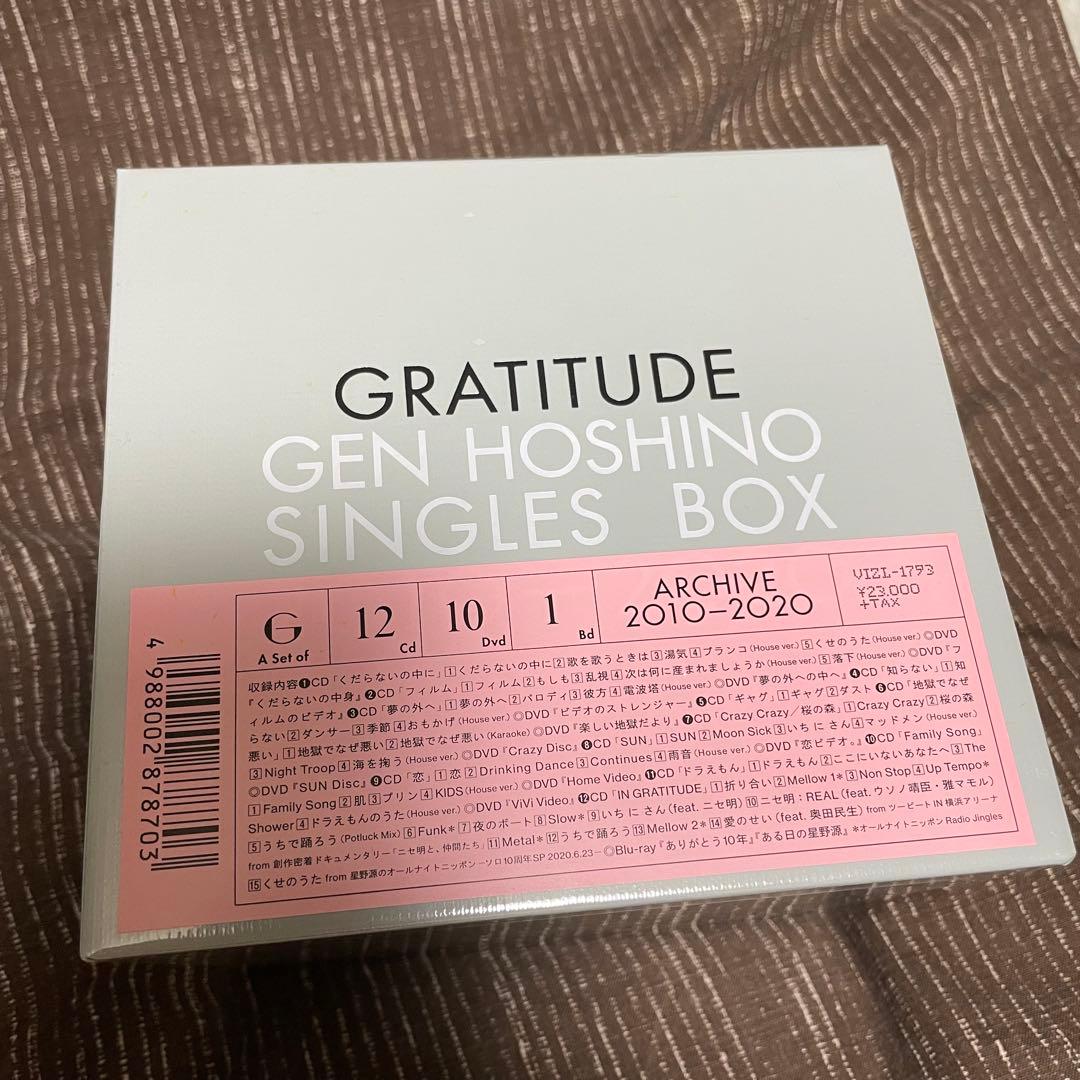 GRATITUDE
GEN HOSHINO
SINGLES BOX
G A Set of
12 Cd
10 Dvd
1 Bd
ARCHIVE
2010–2020
VIZL-1793
¥23,000
+TAX
収録内容❶CD「くだらないの中に」1くだらないの中に2歌を歌うときは3湯気4ブランコ(House ver.)5くせのうた(House ver.)◎DVD
『くだらないの中身』❷CD「フィルム」1フィルム2もしも3乱視4次は何に産まれましょうか(House ver.)5落下(House ver.)◎DVD『フ
ィルムのビデオ』❸CD「夢の外へ」1夢の外へ2パロディ3彼方4電波塔(House ver.)◎DVD『夢の外への中へ』❹CD「知らない」1知
らない2ダンサー3季節4おもかげ(House ver.)◎DVD『ビデオのストレンジャー』❺CD「ギャグ」1ギャグ2ダスト❻CD「地獄でなぜ
悪い」1地獄でなぜ悪い2地獄でなぜ悪い(Karaoke)◎DVD『楽しい地獄だより』❼CD「Crazy Crazy／桜の森」1Crazy Crazy2桜の森
3Night Troop4海を掬う(House ver.)◎DVD『Crazy Disc』❽CD「SUN」1SUN2Moon Sick3いち に さん4マッドメン(House ver.)
◎DVD『SUN Disc』❾CD「恋」1恋2Drinking Dance3Continues4雨音(House ver.)◎DVD『恋ビデオ。』❿CD「Family Song」
1Family Song2肌3プリン4KIDS(House ver.)◎DVD『Home Video』⓫CD「ドラえもん」1ドラえもん2ここにいないあなたへ3The
Shower4ドラえもんのうた(House ver.)◎DVD『ViVi Video』⓬CD「IN GRATITUDE」1折り合い2Mellow 1*3Non Stop4Up Tempo*
5うちで踊ろう(Potluck Mix)6Funk*7夜のボート8Slow*9いち に さん(feat. ニセ明)10ニセ明：REAL(feat. ウソノ晴臣・雅マモル)
from 創作密着ドキュメンタリー「ニセ明と、仲間たち」11Metal*12うちで踊ろう13Mellow 2*14愛のせい(feat. 奥田民生) from ツービート IN 横浜アリーナ
15くせのうた from 星野源のオールナイトニッポン—ソロ10周年SP 2020.6.23—◎Blu-ray『ありがとう10年』『ある日の星野源』*オールナイトニッポン Radio Jingles
4 988002 878703